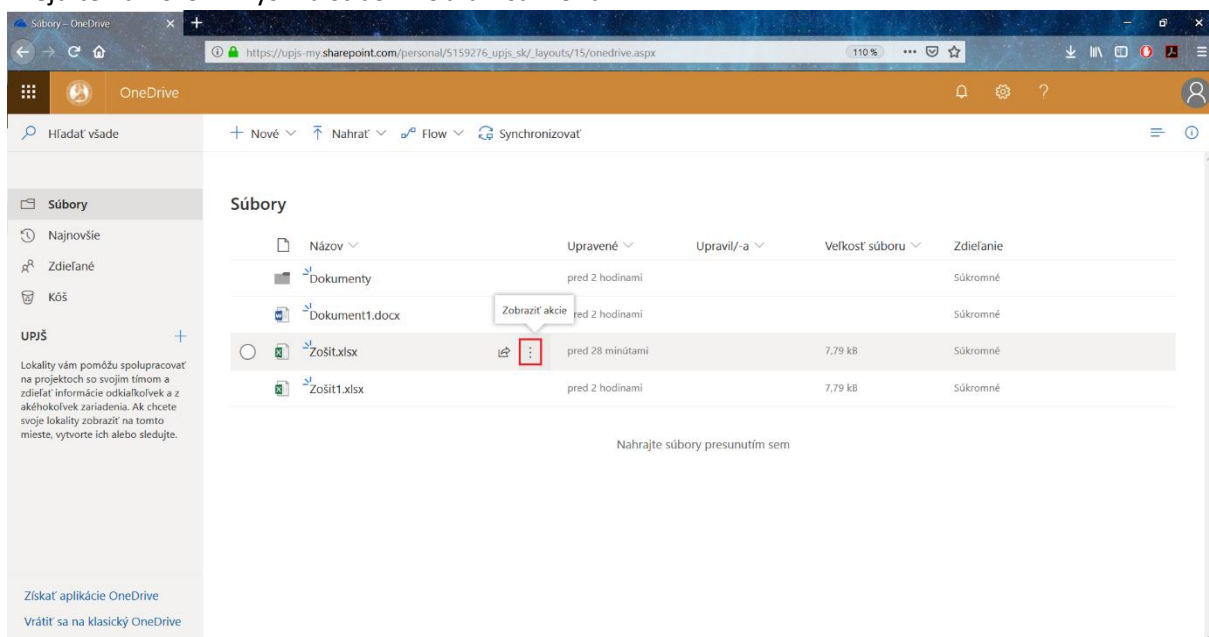 Súbory – OneDrive
https://upjs-my.sharepoint.com/personal/5159276_upjs_sk/_layouts/15/onedrive.aspx
110 %
OneDrive
?
Hľadať všade
Nové
Nahrať
Flow
Synchronizovať
Súbory
Najnovšie
Zdieľané
Kôš
UPJŠ
Lokality vám pomôžu spolupracovať
na projektoch so svojim tímom a
zdieľať informácie odkiaľkoľvek a z
akéhokoľvek zariadenia. Ak chcete
svoje lokality zobraziť na tomto
mieste, vytvorte ich alebo sledujte.
Získať aplikácie OneDrive
Vrátiť sa na klasický OneDrive
Súbory
Názov
Upravené
Upravil/-a
Veľkosť súboru
Zdieľanie
Dokumenty
pred 2 hodinami
Súkromné
Dokument1.docx
Zobraziť akcie
pred 2 hodinami
Súkromné
Zošit.xlsx
pred 28 minútami
7,79 kB
Súkromné
Zošit1.xlsx
pred 2 hodinami
7,79 kB
Súkromné
Nahrajte súbory presunutím sem